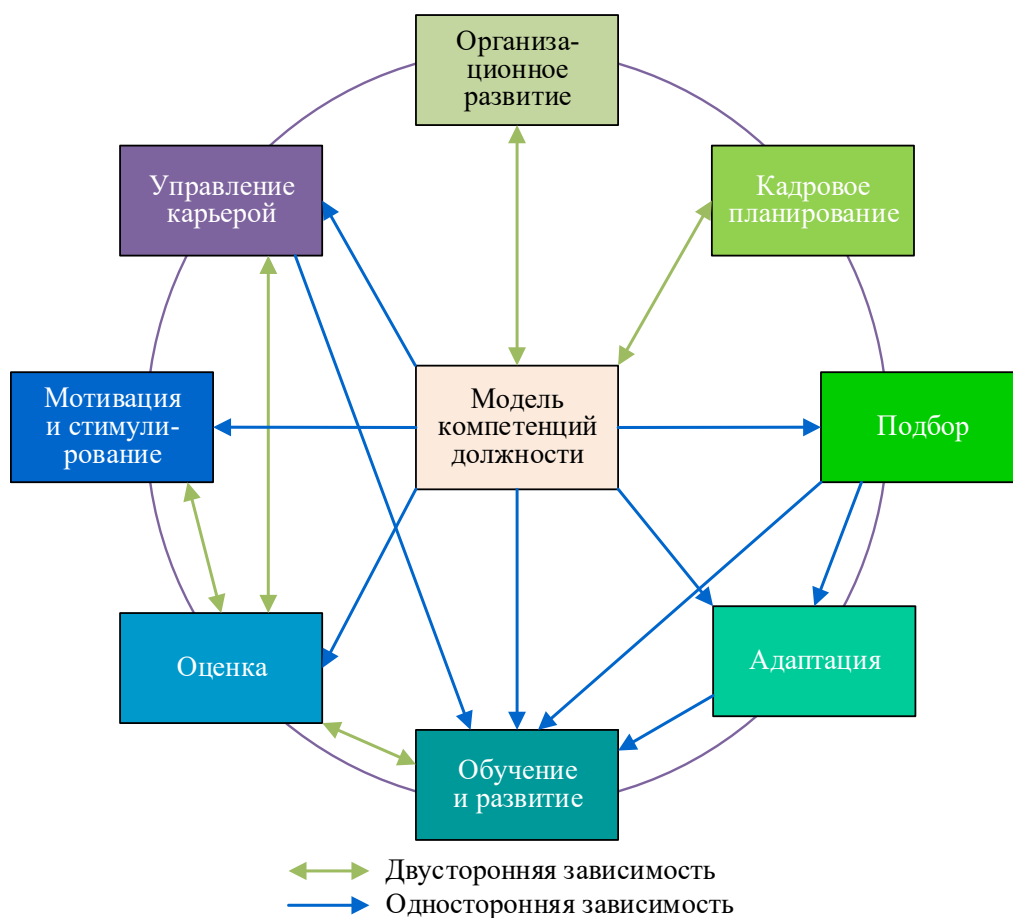 Организа-
ционное
развитие
Управление
карьерой
Кадровое
планирование
Мотивация
и стимули-
рование
Модель
компетенций
должности
Подбор
Оценка
Адаптация
Обучение
и развитие
Двусторонняя зависимость
Односторонняя зависимость